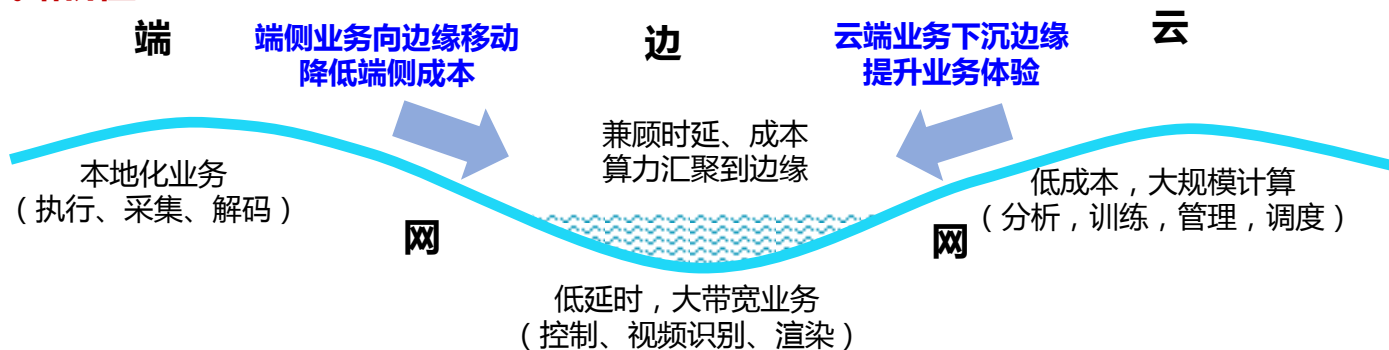 端
端侧业务向边缘移动
降低端侧成本
边
云端业务下沉边缘
提升业务体验
云
兼顾时延、成本
算力汇聚到边缘
本地化业务
（执行、采集、解码）
低成本，大规模计算
（分析，训练，管理，调度）
网
网
低延时，大带宽业务
（控制、视频识别、渲染）